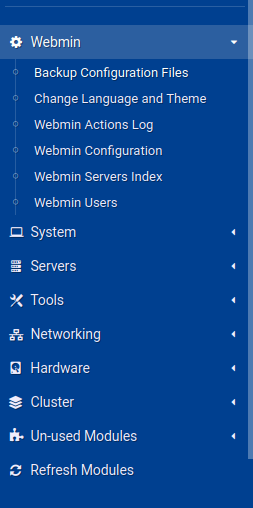 Webmin
Backup Configuration Files
Change Language and Theme
Webmin Actions Log
Webmin Configuration
Webmin Servers Index
Webmin Users
System
Servers
Tools
Networking
Hardware
Cluster
Un-used Modules
Refresh Modules